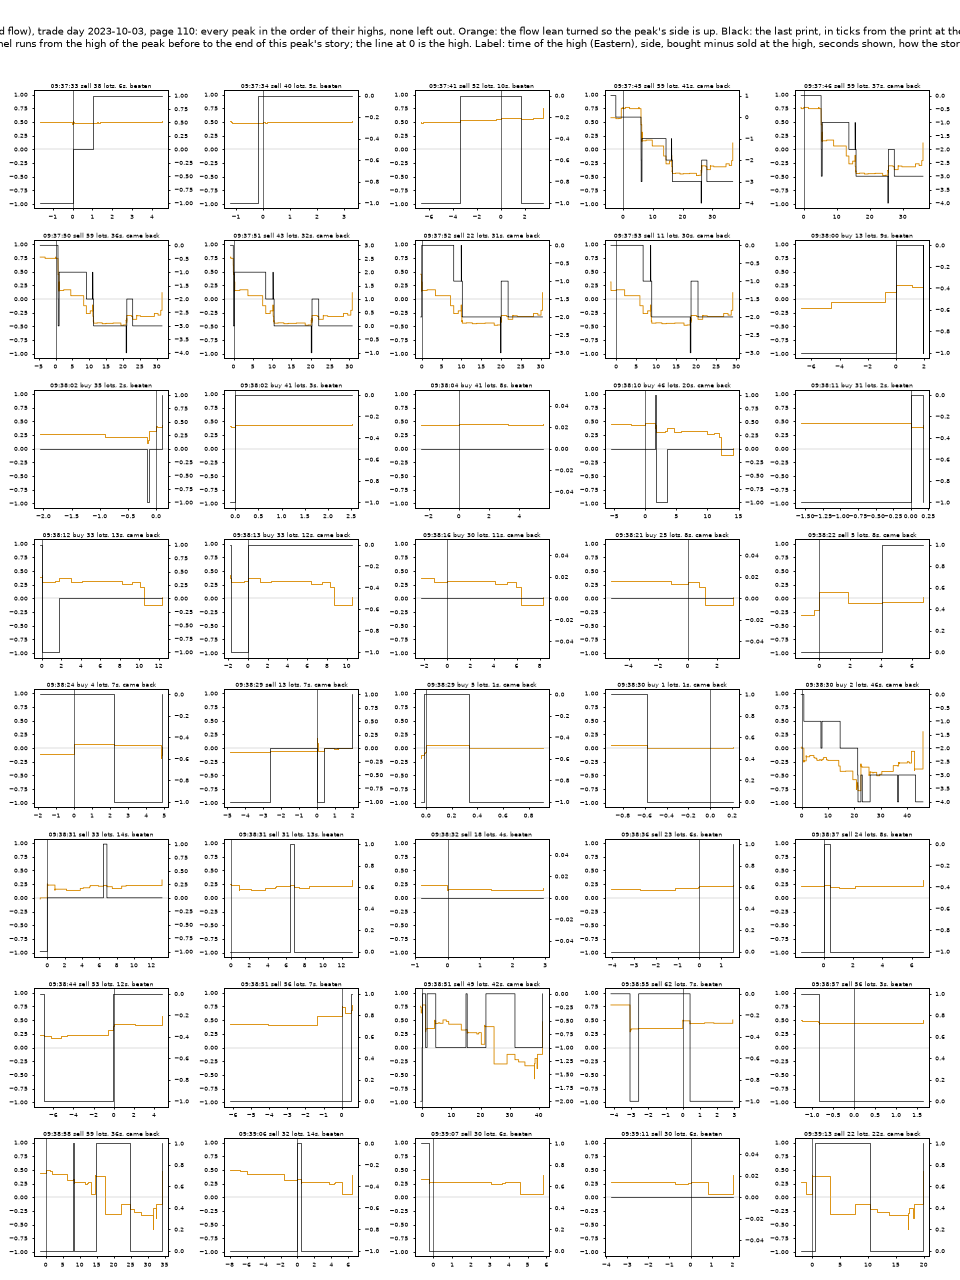 d flow), trade day 2023-10-03, page 110: every peak in the order of their highs, none left out. Orange: the flow lean turned so the peak's side is up. Black: the last print, in ticks from the print at the
nel runs from the high of the peak before to the end of this peak's story; the line at 0 is the high. Label: time of the high (Eastern), side, bought minus sold at the high, seconds shown, how the stor
09:37:33 sell 38 lots. 6s. beaten
09:37:34 sell 40 lots. 5s. beaten
09:37:41 sell 52 lots. 10s. beaten
09:37:45 sell 55 lots. 41s. came back
09:37:46 sell 59 lots. 37s. came back
09:37:50 sell 59 lots. 36s. came back
09:37:51 sell 43 lots. 32s. came back
09:37:52 sell 22 lots. 31s. came back
09:37:53 sell 11 lots. 30s. came back
09:38:00 buy 13 lots. 9s. beaten
09:38:02 buy 35 lots. 2s. beaten
09:38:02 buy 41 lots. 3s. beaten
09:38:04 buy 41 lots. 8s. beaten
09:38:10 buy 46 lots. 20s. came back
09:38:11 buy 31 lots. 2s. beaten
09:38:12 buy 33 lots. 13s. came back
09:38:13 buy 33 lots. 12s. came back
09:38:16 buy 30 lots. 11s. came back
09:38:21 buy 25 lots. 8s. came back
09:38:22 sell 5 lots. 8s. came back
09:38:24 buy 4 lots. 7s. came back
09:38:29 sell 13 lots. 7s. came back
09:38:29 buy 5 lots. 1s. came back
09:38:30 buy 1 lots. 1s. came back
09:38:30 buy 2 lots. 46s. came back
09:38:31 sell 33 lots. 14s. beaten
09:38:31 sell 31 lots. 13s. beaten
09:38:32 sell 18 lots. 4s. beaten
09:38:36 sell 23 lots. 6s. beaten
09:38:37 sell 24 lots. 8s. beaten
09:38:44 sell 53 lots. 12s. beaten
09:38:51 sell 56 lots. 7s. beaten
09:38:51 sell 49 lots. 42s. came back
09:38:55 sell 62 lots. 7s. beaten
09:38:57 sell 56 lots. 3s. beaten
09:38:58 sell 59 lots. 36s. came back
09:39:06 sell 32 lots. 14s. beaten
09:39:07 sell 30 lots. 6s. beaten
09:39:11 sell 30 lots. 6s. beaten
09:39:13 sell 22 lots. 22s. came back